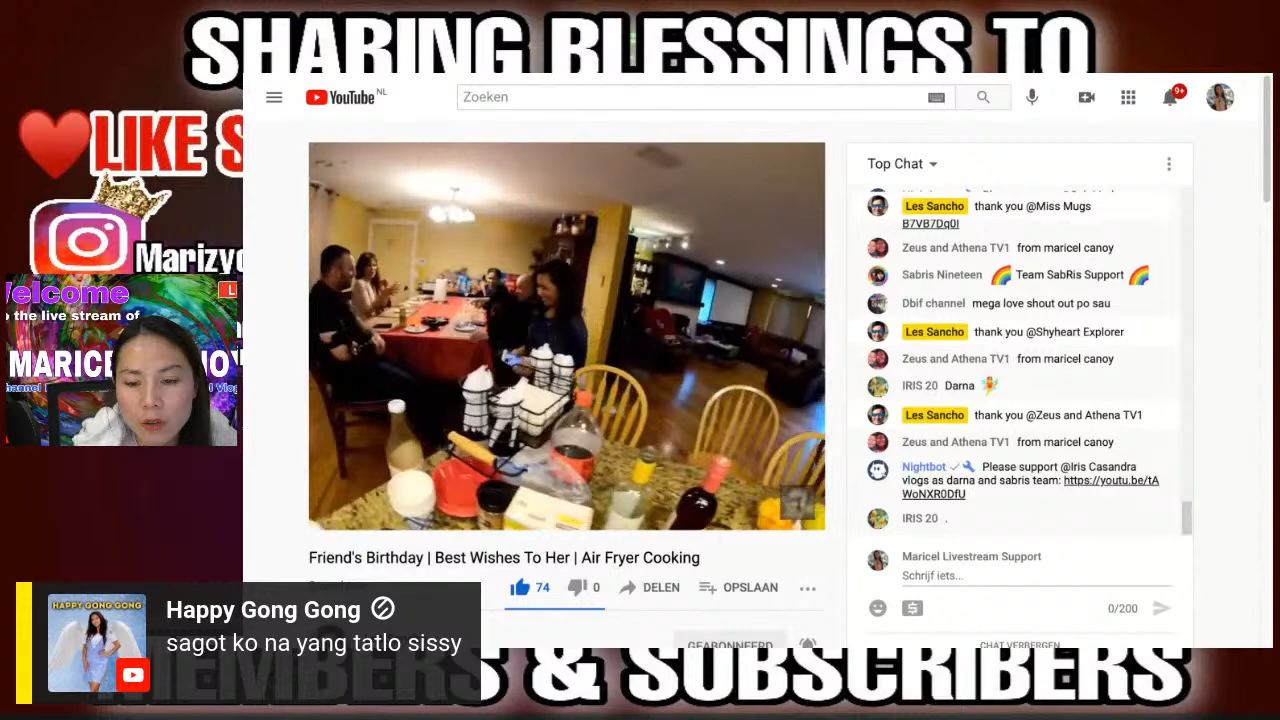 SHARING BLESSINGS TO
LIKE S
Marizyc
YouTube NL
Zoeken
9+
Welcome
o the live stream of
MARICE NO
hannel
Vlog
Top Chat
Les Sancho thank you @Miss Mugs
B7VB7Dq0I
Zeus and Athena TV1 from maricel canoy
Sabris Nineteen 🌈 Team SabRis Support 🌈
Dbif channel mega love shout out po sau
Les Sancho thank you @Shyheart Explorer
Zeus and Athena TV1 from maricel canoy
IRIS 20 Darna
Les Sancho thank you @Zeus and Athena TV1
Zeus and Athena TV1 from maricel canoy
Nightbot Please support @Iris Casandra
vlogs as darna and sabris team: https://youtu.be/tA
WoNXR0DfU
IRIS 20 .
Maricel Livestream Support
Schrijf iets...
0/200
CHAT VERBERGEN
Friend's Birthday | Best Wishes To Her | Air Fryer Cooking
74 0 DELEN OPSLAAN
GEABONNEERD
HAPPY GONG GONG
Happy Gong Gong
sagot ko na yang tatlo sissy
MEMBERS & SUBSCRIBERS